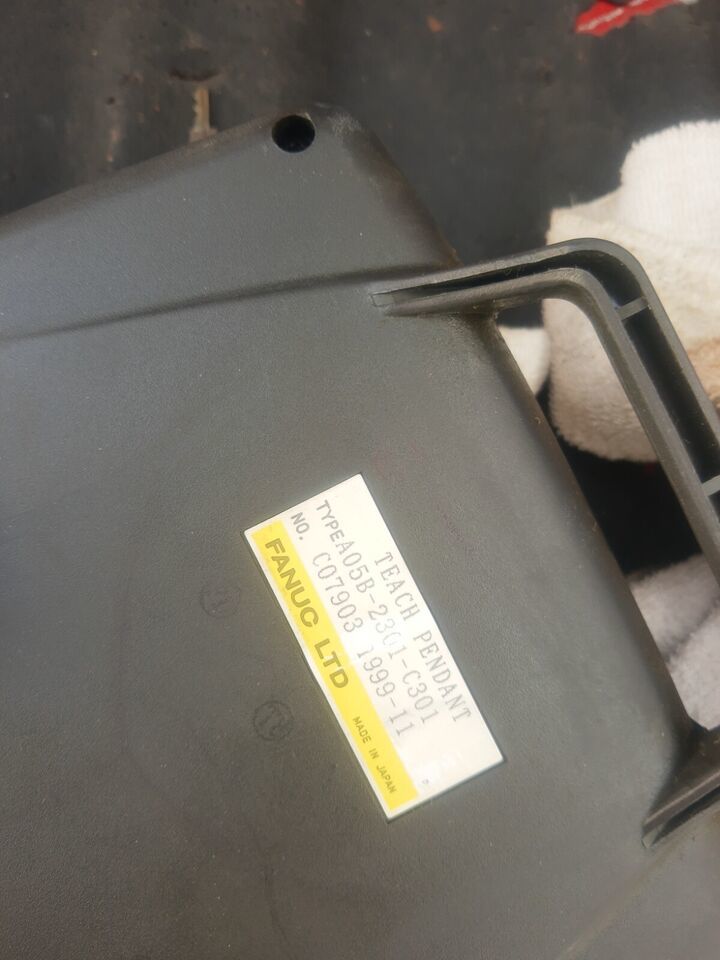 TEACH PENDANT
TYPE A05B-2301-C301
NO. C07903 1999-11
FANUC LTD MADE IN JAPAN